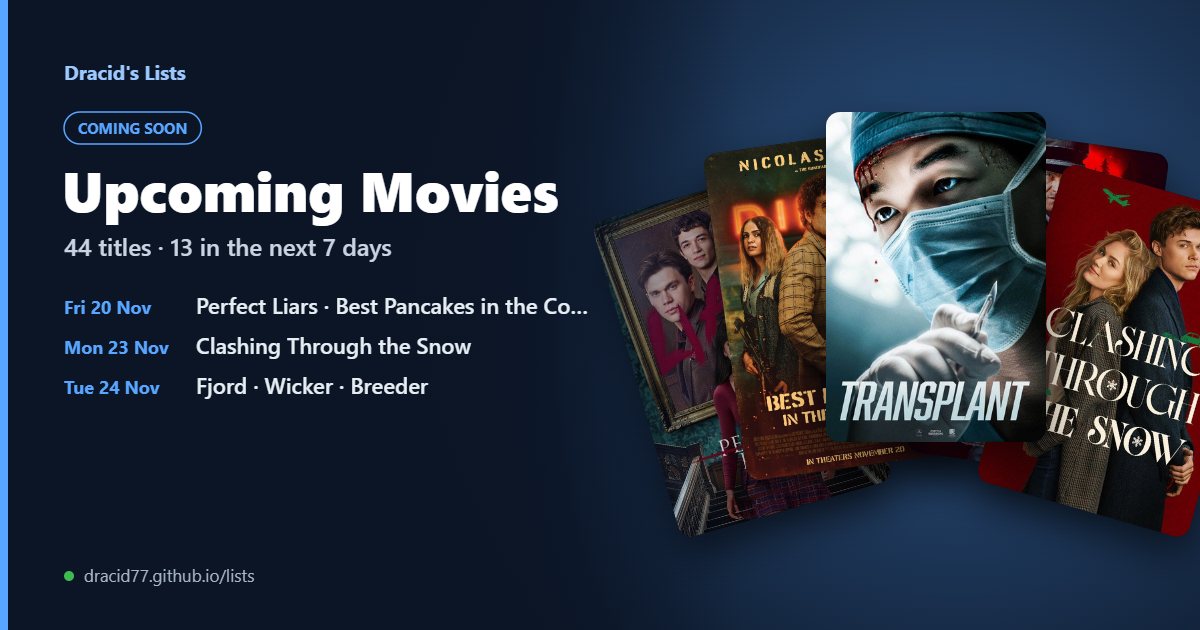 Dracid's Lists
COMING SOON
Upcoming Movies
44 titles · 13 in the next 7 days
Fri 20 Nov Perfect Liars · Best Pancakes in the Co...
Mon 23 Nov Clashing Through the Snow
Tue 24 Nov Fjord · Wicker · Breeder
dracid77.github.io/lists
NICOLAS
BEST
IN THE
IN THEATERS NOVEMBER 20
TRANSPLANT
CLASHING
THROUGH
THE SNOW